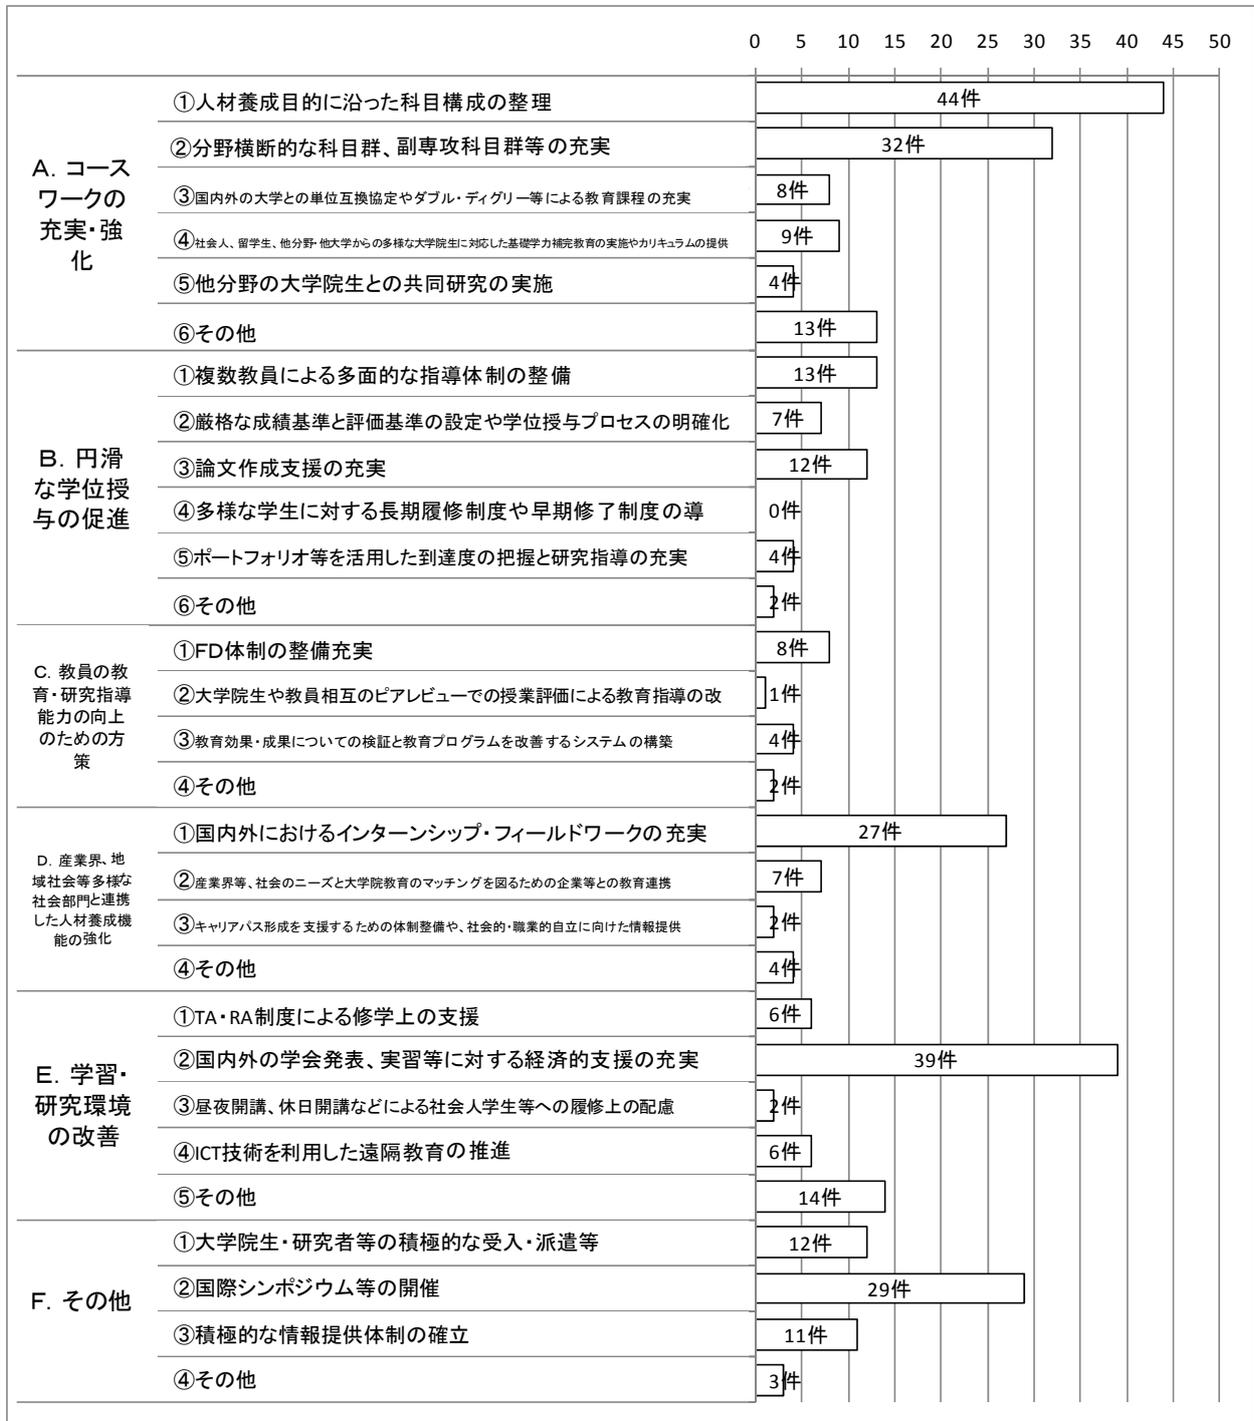 0 5 10 15 20 25 30 35 40 45 50
A. コース
ワークの
充実・強
化
①人材養成目的に沿った科目構成の整理 44件
②分野横断的な科目群、副専攻科目群等の充実 32件
③国内外の大学との単位互換協定やダブル・ディグリー等による教育課程の充実 8件
④社会人、留学生、他分野・他大学からの多様な大学院生に対応した基礎学力補完教育の実施やカリキュラムの提供 9件
⑤他分野の大学院生との共同研究の実施 4件
⑥その他 13件
B. 円滑
な学位授
与の促進
①複数教員による多面的な指導体制の整備 13件
②厳格な成績基準と評価基準の設定や学位授与プロセスの明確化 7件
③論文作成支援の充実 12件
④多様な学生に対する長期履修制度や早期修了制度の導 0件
⑤ポートフォリオ等を活用した到達度の把握と研究指導の充実 4件
⑥その他 2件
C. 教員の教
育・研究指導
能力の向上
のための方
策
①FD体制の整備充実 8件
②大学院生や教員相互のピアレビューでの授業評価による教育指導の改 1件
③教育効果・成果についての検証と教育プログラムを改善するシステムの構築 4件
④その他 2件
D. 産業界、地
域社会等多様な
社会部門と連携
した人材養成機
能の強化
①国内外におけるインターンシップ・フィールドワークの充実 27件
②産業界等、社会のニーズと大学院教育のマッチングを図るための企業等との教育連携 7件
③キャリアパス形成を支援するための体制整備や、社会的・職業的自立に向けた情報提供 2件
④その他 4件
E. 学習・
研究環境
の改善
①TA・RA制度による修学上の支援 6件
②国内外の学会発表、実習等に対する経済的支援の充実 39件
③昼夜開講、休日開講などによる社会人学生等への履修上の配慮 2件
④ICT技術を利用した遠隔教育の推進 6件
⑤その他 14件
F. その他
①大学院生・研究者等の積極的な受入・派遣等 12件
②国際シンポジウム等の開催 29件
③積極的な情報提供体制の確立 11件
④その他 3件